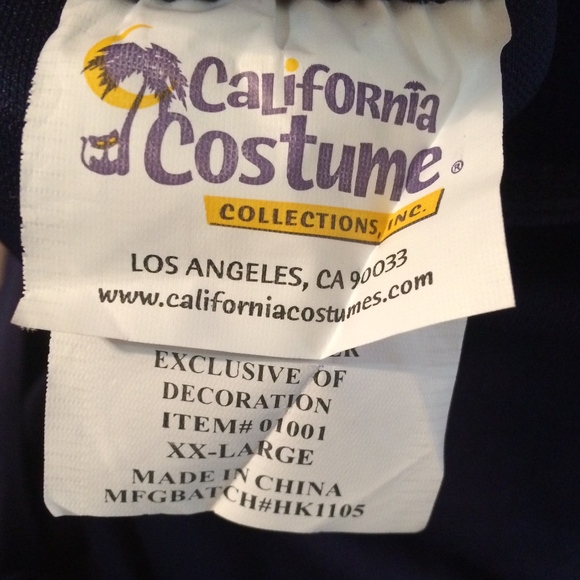 California
Costume®
COLLECTIONS, INC.
LOS ANGELES, CA 90033
www.californiacostumes.com
EXCLUSIVE OF
DECORATION
ITEM# 01001
XX-LARGE
MADE IN CHINA
MFGBATCH#HK1105